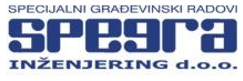 SPECIJALNI GRAĐEVINSKI RADOVI
spegra
INŽENJERING d.o.o.